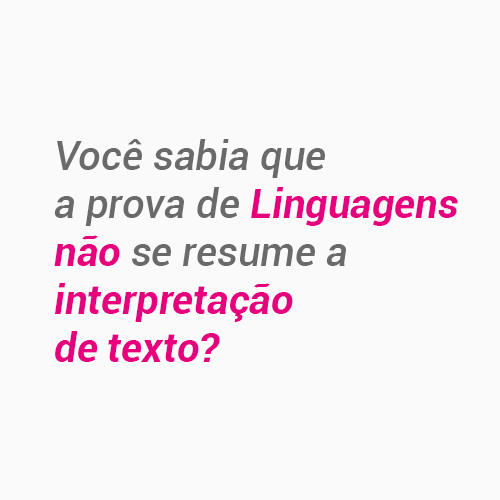 Você sabia que
a prova de Linguagens
não se resume a
interpretação
de texto?